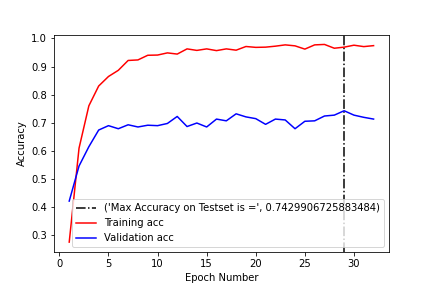 1.0
0.9
0.8
0.7
0.6
0.5
0.4
0.3
Accuracy
('Max Accuracy on Testset is =', 0.7429906725883484)
Training acc
Validation acc
0 5 10 15 20 25 30
Epoch Number